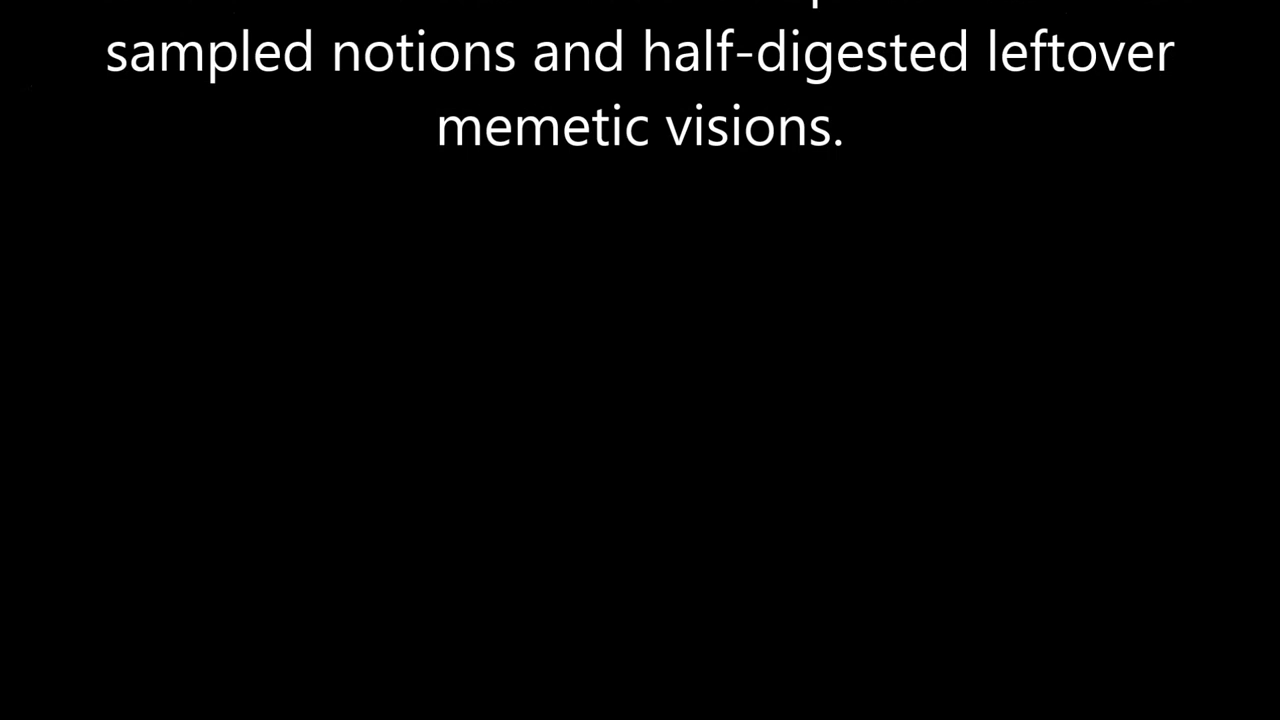 sampled notions and half-digested leftover
memetic visions.